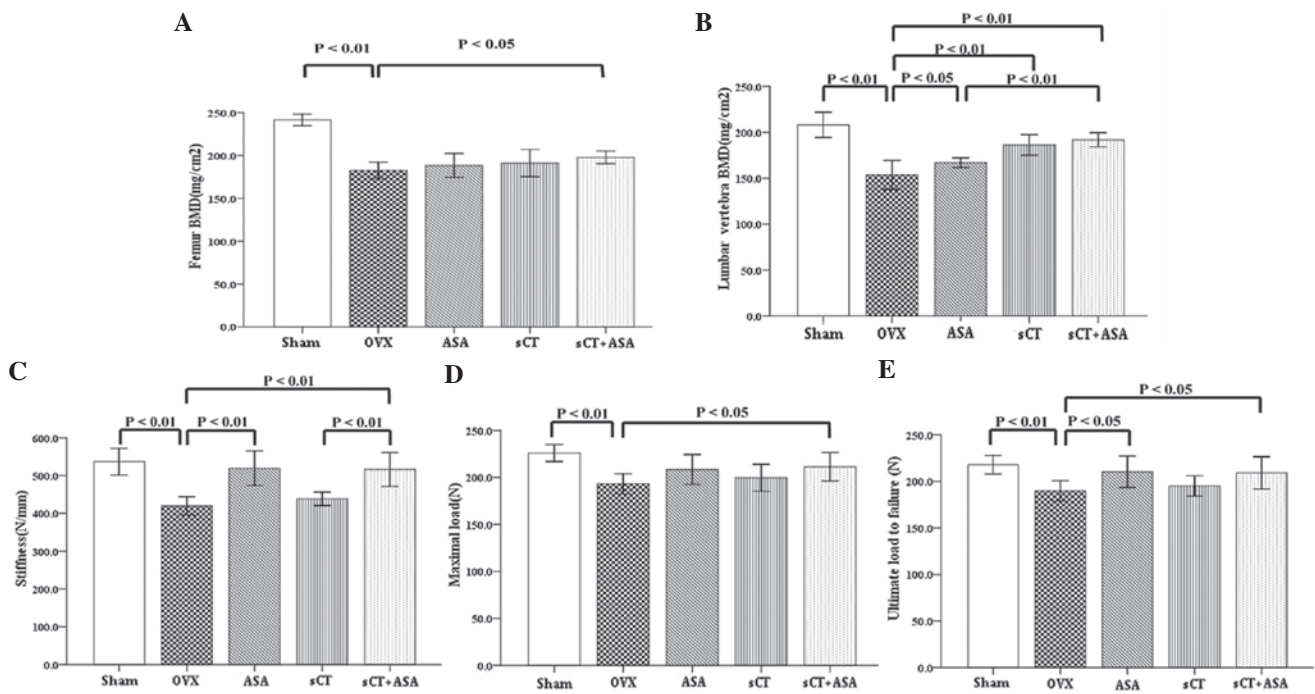 A
P < 0.01
P < 0.05
Femur BMD(mg/cm2)
250.0
200.0
150.0
100.0
50.0
0.0
Sham OVX ASA sCT sCT+ASA
B
P < 0.01
P < 0.01
P < 0.01 P < 0.05 P < 0.01
Lumbar vertebra BMD(mg/cm2)
250.0
200.0
150.0
100.0
50.0
0.0
Sham OVX ASA sCT sCT+ASA
C
P < 0.01
P < 0.01 P < 0.01 P < 0.01
Stiffness(N/mm)
600.0
500.0
400.0
300.0
200.0
100.0
0.0
Sham OVX ASA sCT sCT+ASA
D
P < 0.01 P < 0.05
Maximal load(N)
250.0
200.0
150.0
100.0
50.0
0.0
Sham OVX ASA sCT sCT+ASA
E
P < 0.05
P < 0.01 P < 0.05
Ultimate load to failure (N)
250.0
200.0
150.0
100.0
50.0
0.0
Sham OVX ASA sCT sCT+ASA